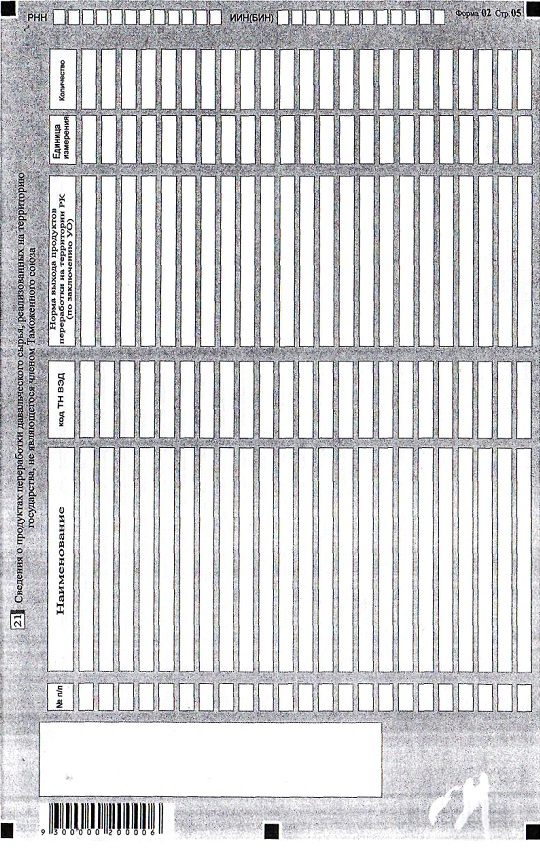 РНН ИИН(БИН) Форма 02 Стр. 05
21 Сведения о продуктах переработки давальческого сырья, реализованных на территорию
государства, не являющегося членом Таможенного союза
№ п/п
Наименование
код ТН ВЭД
Норма выхода продуктов
переработки на территории РК
(по заключению УО)
Единица
измерения
Количество
9 500000 200006